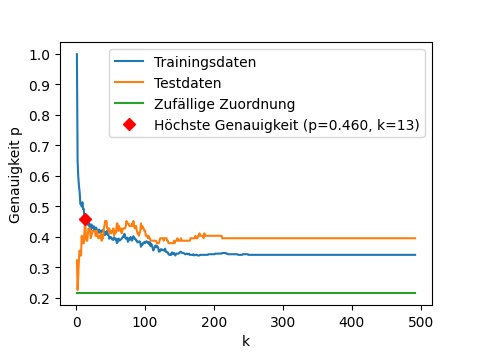 Genauigkeit p
1.0
0.9
0.8
0.7
0.6
0.5
0.4
0.3
0.2
Trainingsdaten
Testdaten
Zufällige Zuordnung
Höchste Genauigkeit (p=0.460, k=13)
0 100 200 300 400 500
k